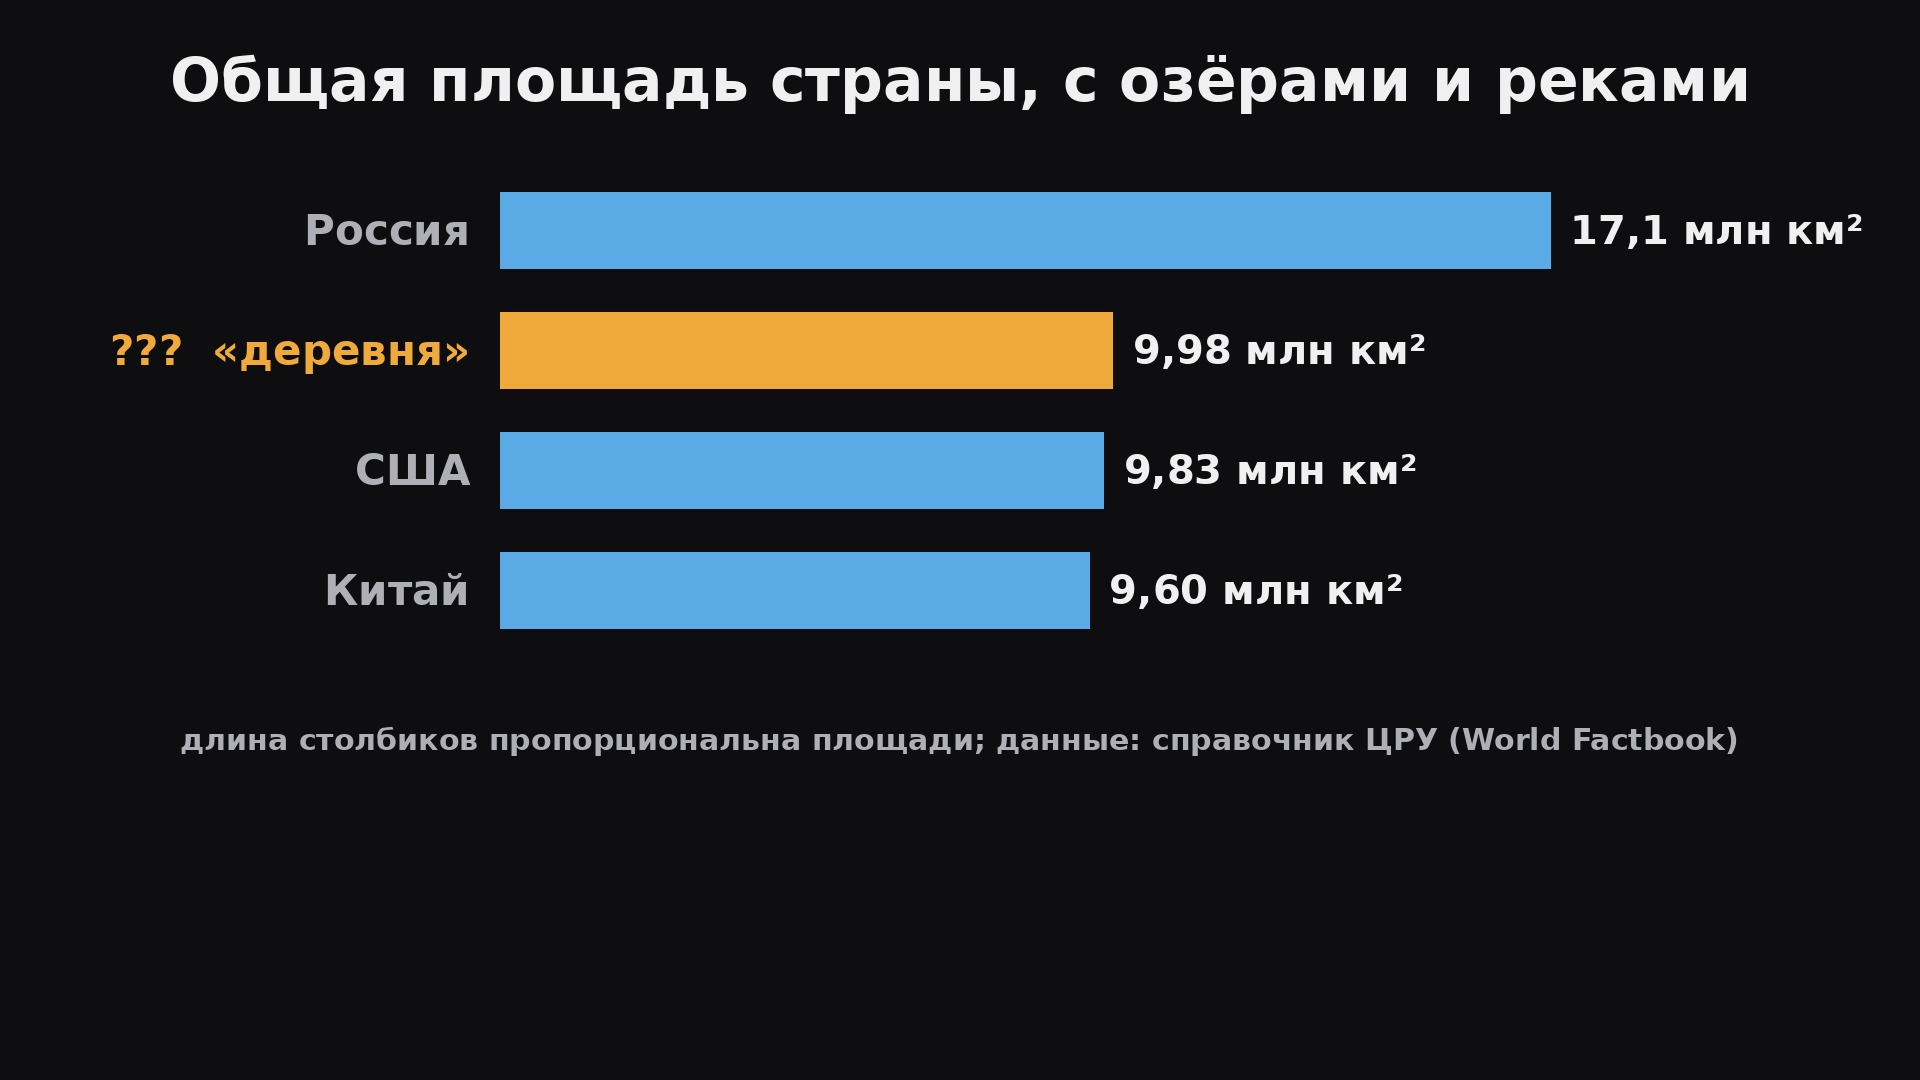 Общая площадь страны, с озёрами и реками
Россия 17,1 млн км²
??? «деревня» 9,98 млн км²
США 9,83 млн км²
Китай 9,60 млн км²
длина столбиков пропорциональна площади; данные: справочник ЦРУ (World Factbook)